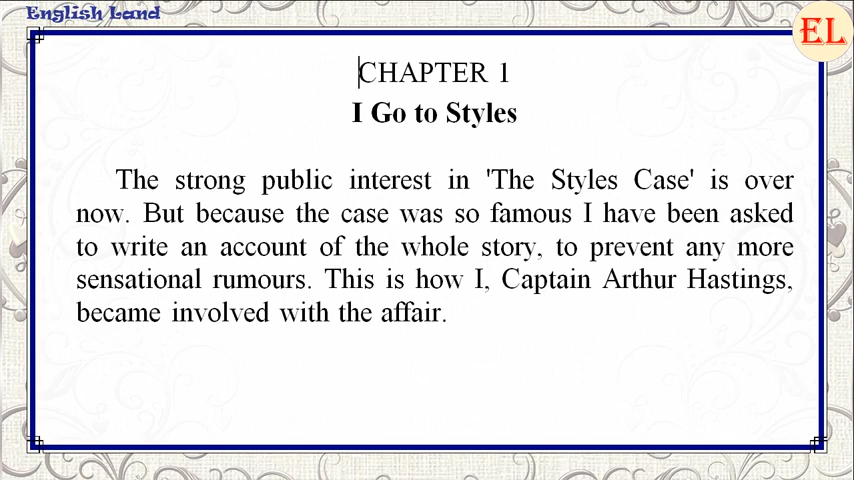 English Land
EL
CHAPTER 1
I Go to Styles
The strong public interest in 'The Styles Case' is over
now. But because the case was so famous I have been asked
to write an account of the whole story, to prevent any more
sensational rumours. This is how I, Captain Arthur Hastings,
became involved with the affair.